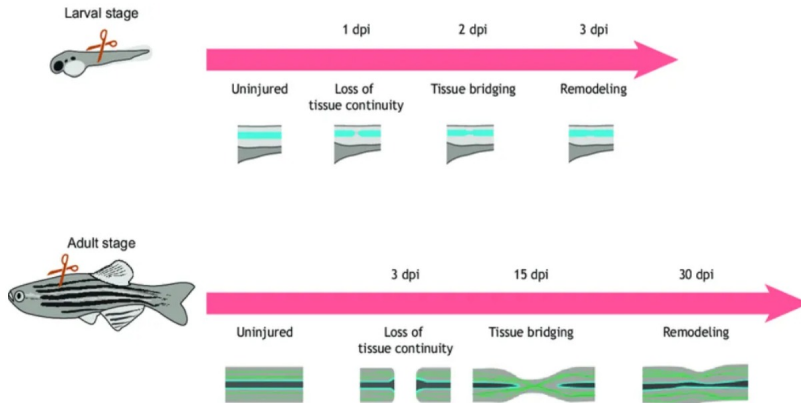 Larval stage
1 dpi
2 dpi
3 dpi
Uninjured
Loss of
tissue continuity
Tissue bridging
Remodeling
Adult stage
3 dpi
15 dpi
30 dpi
Uninjured
Loss of
tissue continuity
Tissue bridging
Remodeling